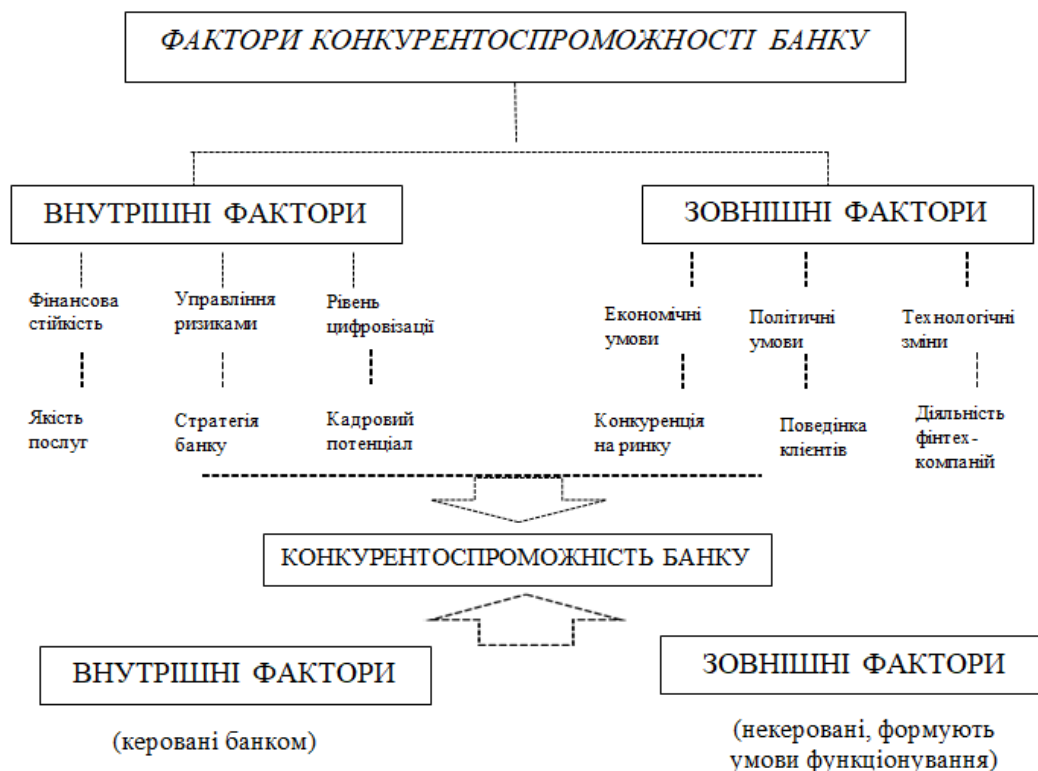 ФАКТОРИ КОНКУРЕНТОСПРОМОЖНОСТІ БАНКУ
ВНУТРІШНІ ФАКТОРИ
ЗОВНІШНІ ФАКТОРИ
Фінансова
стійкість
Управління
ризиками
Рівень
цифровізації
Економічні
умови
Політичні
умови
Технологічні
зміни
Якість
послуг
Стратегія
банку
Кадровий
потенціал
Конкуренція
на ринку
Поведінка
клієнтів
Діяльність
фінтех-
компаній
КОНКУРЕНТОСПРОМОЖНІСТЬ БАНКУ
ВНУТРІШНІ ФАКТОРИ
(керовані банком)
ЗОВНІШНІ ФАКТОРИ
(некеровані, формують
умови функціонування)